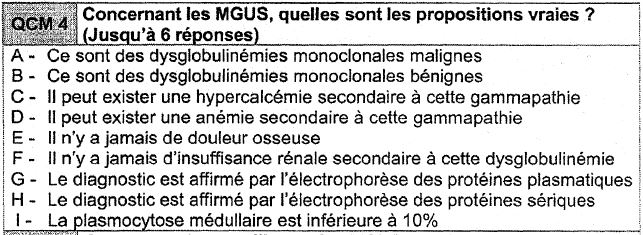 QCM 4
Concernant les MGUS, quelles sont les propositions vraies ?
(Jusqu'à 6 réponses)
A - Ce sont des dysglobulinémies monoclonales malignes
B - Ce sont des dysglobulinémies monoclonales bénignes
C - Il peut exister une hypercalcémie secondaire à cette gammapathie
D - Il peut exister une anémie secondaire à cette gammapathie
E - Il n'y a jamais de douleur osseuse
F - Il n'y a jamais d'insuffisance rénale secondaire à cette dysglobulinémie
G - Le diagnostic est affirmé par l'électrophorèse des protéines plasmatiques
H - Le diagnostic est affirmé par l'électrophorèse des protéines sériques
I - La plasmocytose médullaire est inférieure à 10%